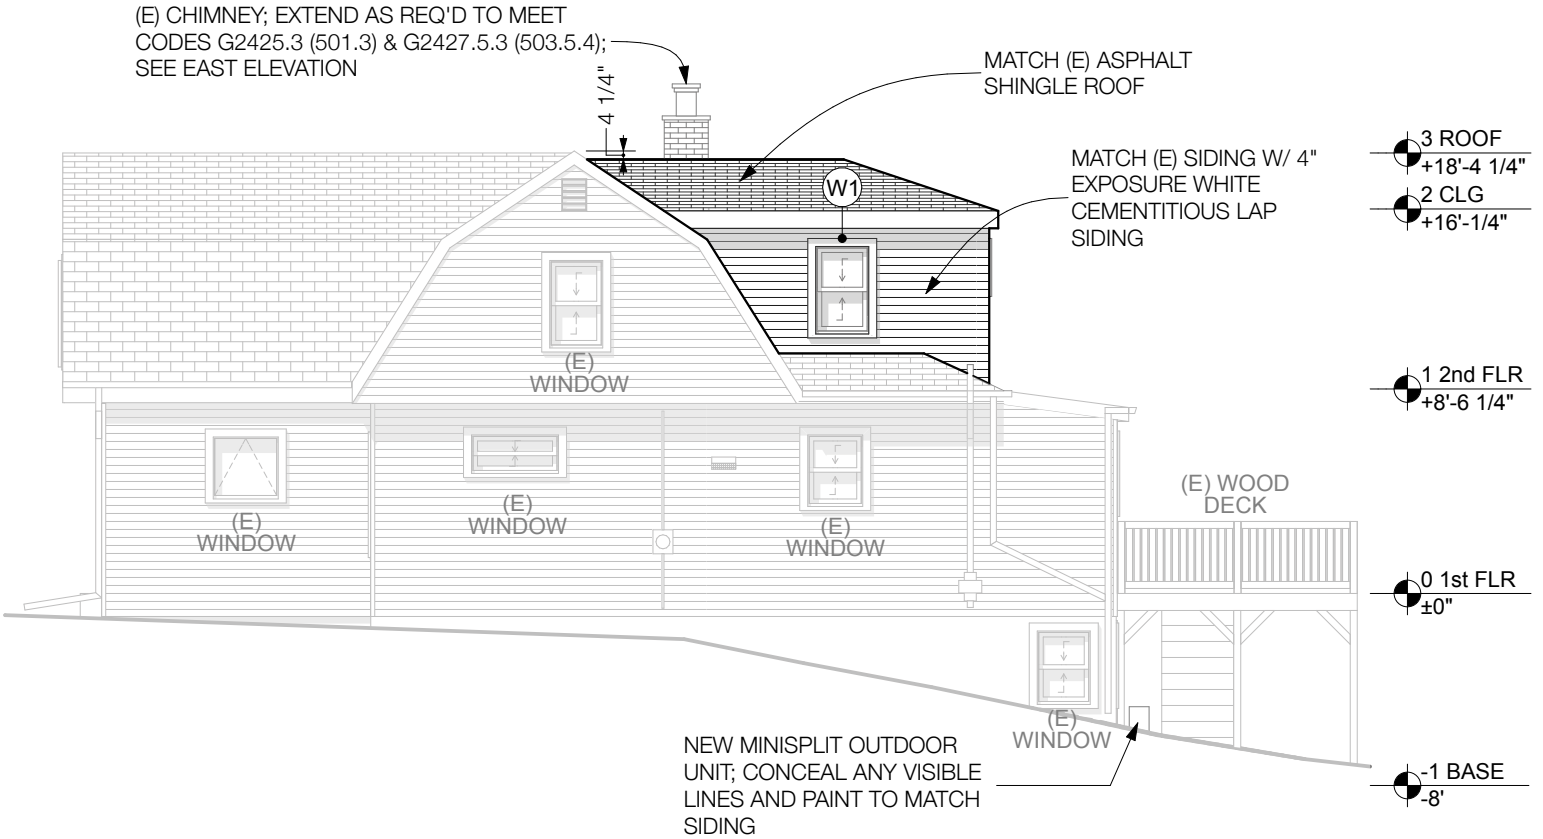 (E) CHIMNEY; EXTEND AS REQ'D TO MEET
CODES G2425.3 (501.3) & G2427.5.3 (503.5.4);
SEE EAST ELEVATION
4 1/4"
MATCH (E) ASPHALT
SHINGLE ROOF
MATCH (E) SIDING W/ 4"
EXPOSURE WHITE
CEMENTITIOUS LAP
SIDING
W1
3 ROOF
+18'-4 1/4"
2 CLG
+16'-1/4"
1 2nd FLR
+8'-6 1/4"
0 1st FLR
±0"
-1 BASE
-8'
(E)
WINDOW
(E)
WINDOW
(E)
WINDOW
(E)
WINDOW
(E) WOOD
DECK
(E)
WINDOW
NEW MINISPLIT OUTDOOR
UNIT; CONCEAL ANY VISIBLE
LINES AND PAINT TO MATCH
SIDING